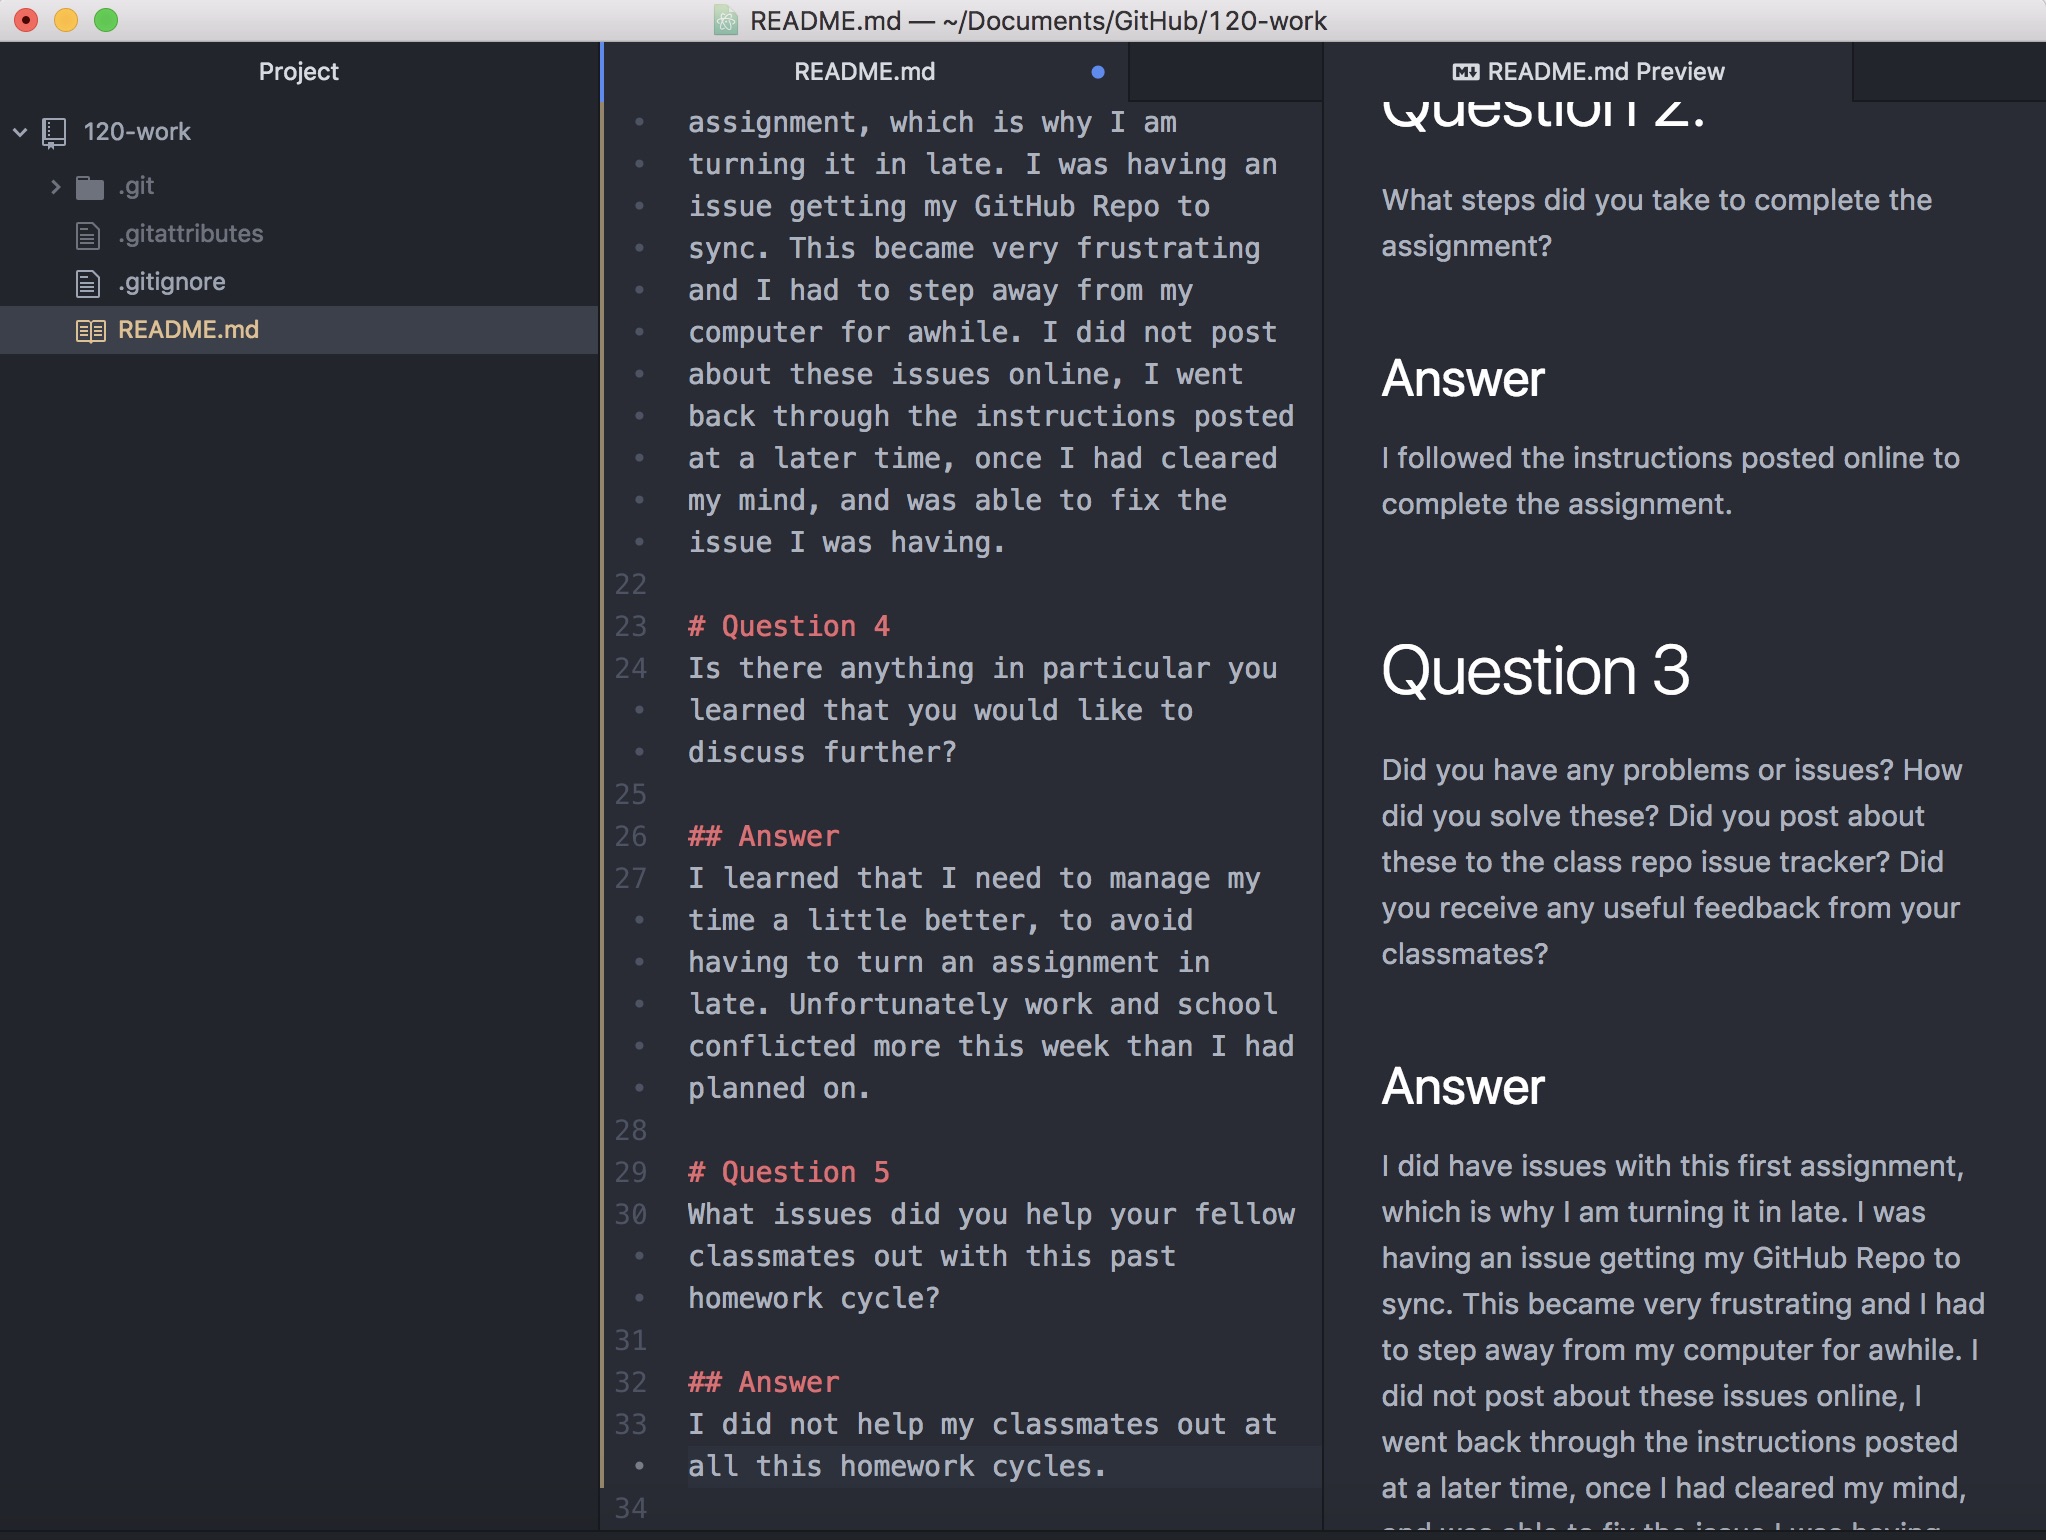 README.md — ~/Documents/GitHub/120-work
Project
120-work
.git
.gitattributes
.gitignore
README.md
README.md
assignment, which is why I am
turning it in late. I was having an
issue getting my GitHub Repo to
sync. This became very frustrating
and I had to step away from my
computer for awhile. I did not post
about these issues online, I went
back through the instructions posted
at a later time, once I had cleared
my mind, and was able to fix the
issue I was having.
22
23 # Question 4
24 Is there anything in particular you
learned that you would like to
discuss further?
25
26 ## Answer
27 I learned that I need to manage my
time a little better, to avoid
having to turn an assignment in
late. Unfortunately work and school
conflicted more this week than I had
planned on.
28
29 # Question 5
30 What issues did you help your fellow
classmates out with this past
homework cycle?
31
32 ## Answer
33 I did not help my classmates out at
all this homework cycles.
34
README.md Preview
Question 2.
What steps did you take to complete the
assignment?
Answer
I followed the instructions posted online to
complete the assignment.
Question 3
Did you have any problems or issues? How
did you solve these? Did you post about
these to the class repo issue tracker? Did
you receive any useful feedback from your
classmates?
Answer
I did have issues with this first assignment,
which is why I am turning it in late. I was
having an issue getting my GitHub Repo to
sync. This became very frustrating and I had
to step away from my computer for awhile. I
did not post about these issues online, I
went back through the instructions posted
at a later time, once I had cleared my mind,
and was able to fix the issue I was having.